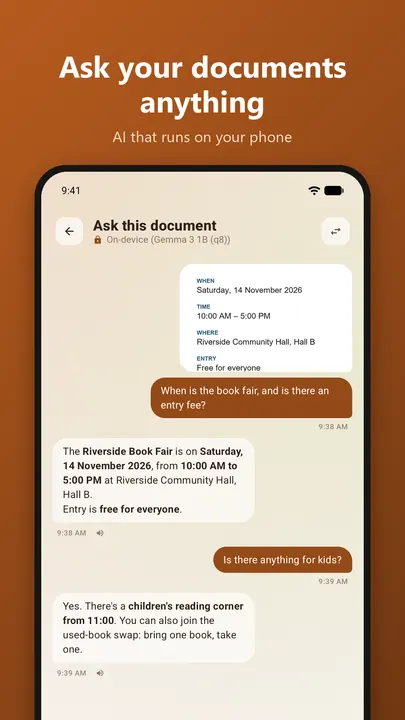 Ask your documents
anything
AI that runs on your phone
9:41
Ask this document
On-device (Gemma 3 1B (q8))
WHEN
Saturday, 14 November 2026
TIME
10:00 AM – 5:00 PM
WHERE
Riverside Community Hall, Hall B
ENTRY
Free for everyone
When is the book fair, and is there an
entry fee?
9:38 AM
The Riverside Book Fair is on Saturday,
14 November 2026, from 10:00 AM to
5:00 PM at Riverside Community Hall,
Hall B.
Entry is free for everyone.
9:38 AM
Is there anything for kids?
9:39 AM
Yes. There's a children's reading corner
from 11:00. You can also join the
used-book swap: bring one book, take
one.
9:39 AM